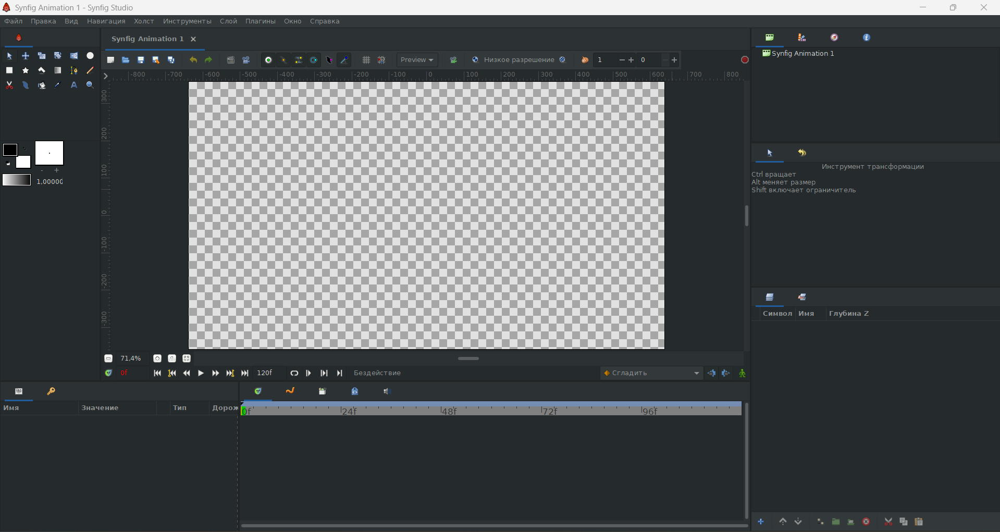 Synfig Animation 1 - Synfig Studio
Файл Правка Вид Навигация Холст Инструменты Слой Плагины Окно Справка
Synfig Animation 1
Preview Низкое разрешение 1 0
-800 -700 -600 -500 -400 -300 -200 -100 0 100 200 300 400 500 600 700 800
300
200
100
0
-100
-200
-300
1,00000
71,4%
0f 120f Бездействие Сгладить
Имя Значение Тип Дорож
0f 24f 48f 72f 96f
Synfig Animation 1
Инструмент трансформации
Ctrl вращает
Alt меняет размер
Shift включает ограничитель
Символ Имя Глубина Z